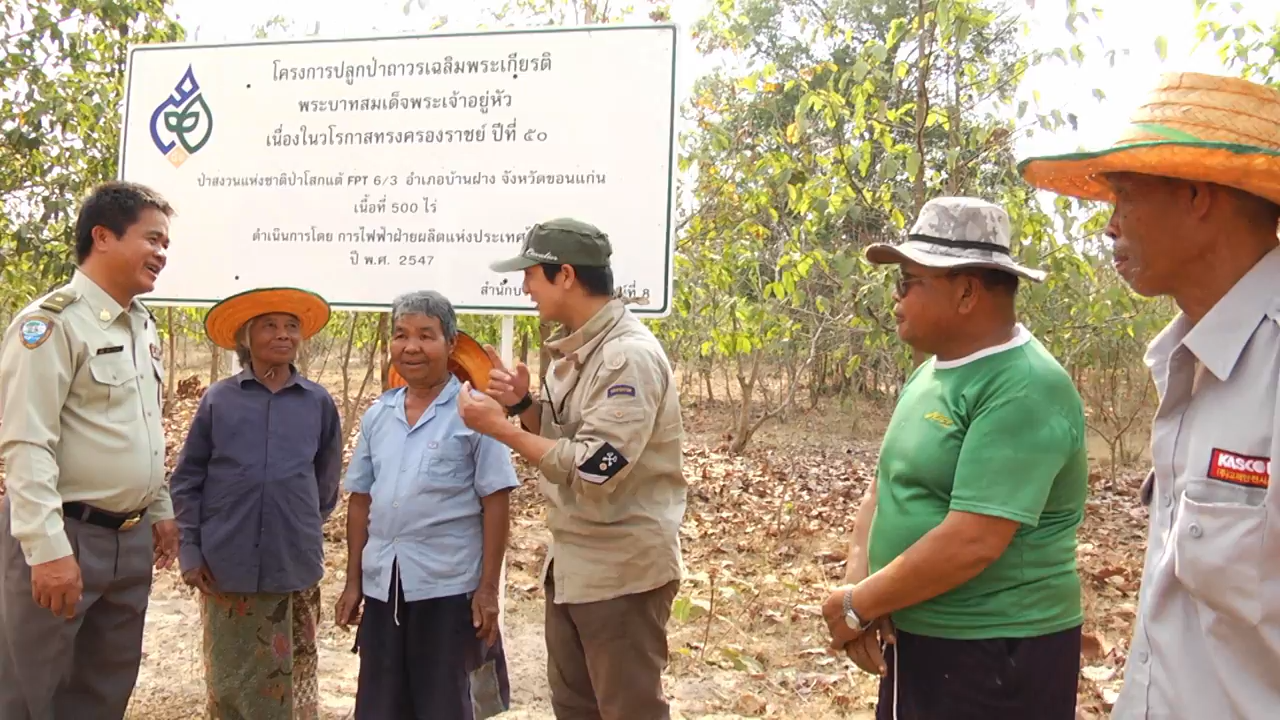 โครงการปลูกป่าถาวรเฉลิมพระเกียรติ
พระบาทสมเด็จพระเจ้าอยู่หัว
เนื่องในวโรกาสทรงครองราชย์ ปีที่ ๕๐
ป่าสงวนแห่งชาติป่าโสกแต้ FPT 6/3 อำเภอบ้านฝาง จังหวัดขอนแก่น
เนื้อที่ 500 ไร่
ดำเนินการโดย การไฟฟ้าฝ่ายผลิตแห่งประเทศ
ปี พ.ศ. 2547
สำนักบ ที่ 8
Cavalier
KASCO